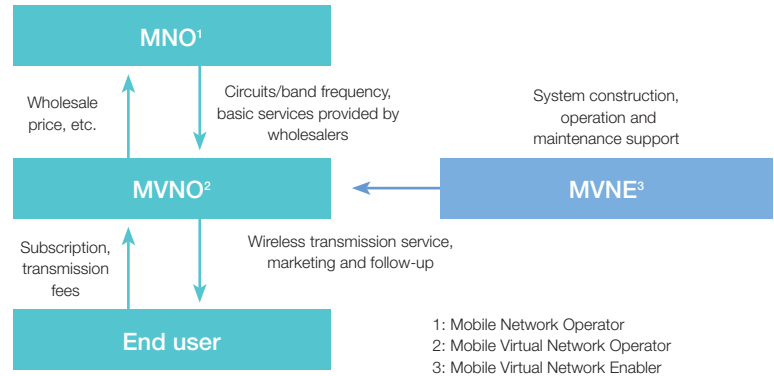 MNO¹
Wholesale
price, etc.
Circuits/band frequency,
basic services provided by
wholesalers
System construction,
operation and
maintenance support
MVNO²
MVNE³
Subscription,
transmission
fees
Wireless transmission service,
marketing and follow-up
End user
1: Mobile Network Operator
2: Mobile Virtual Network Operator
3: Mobile Virtual Network Enabler